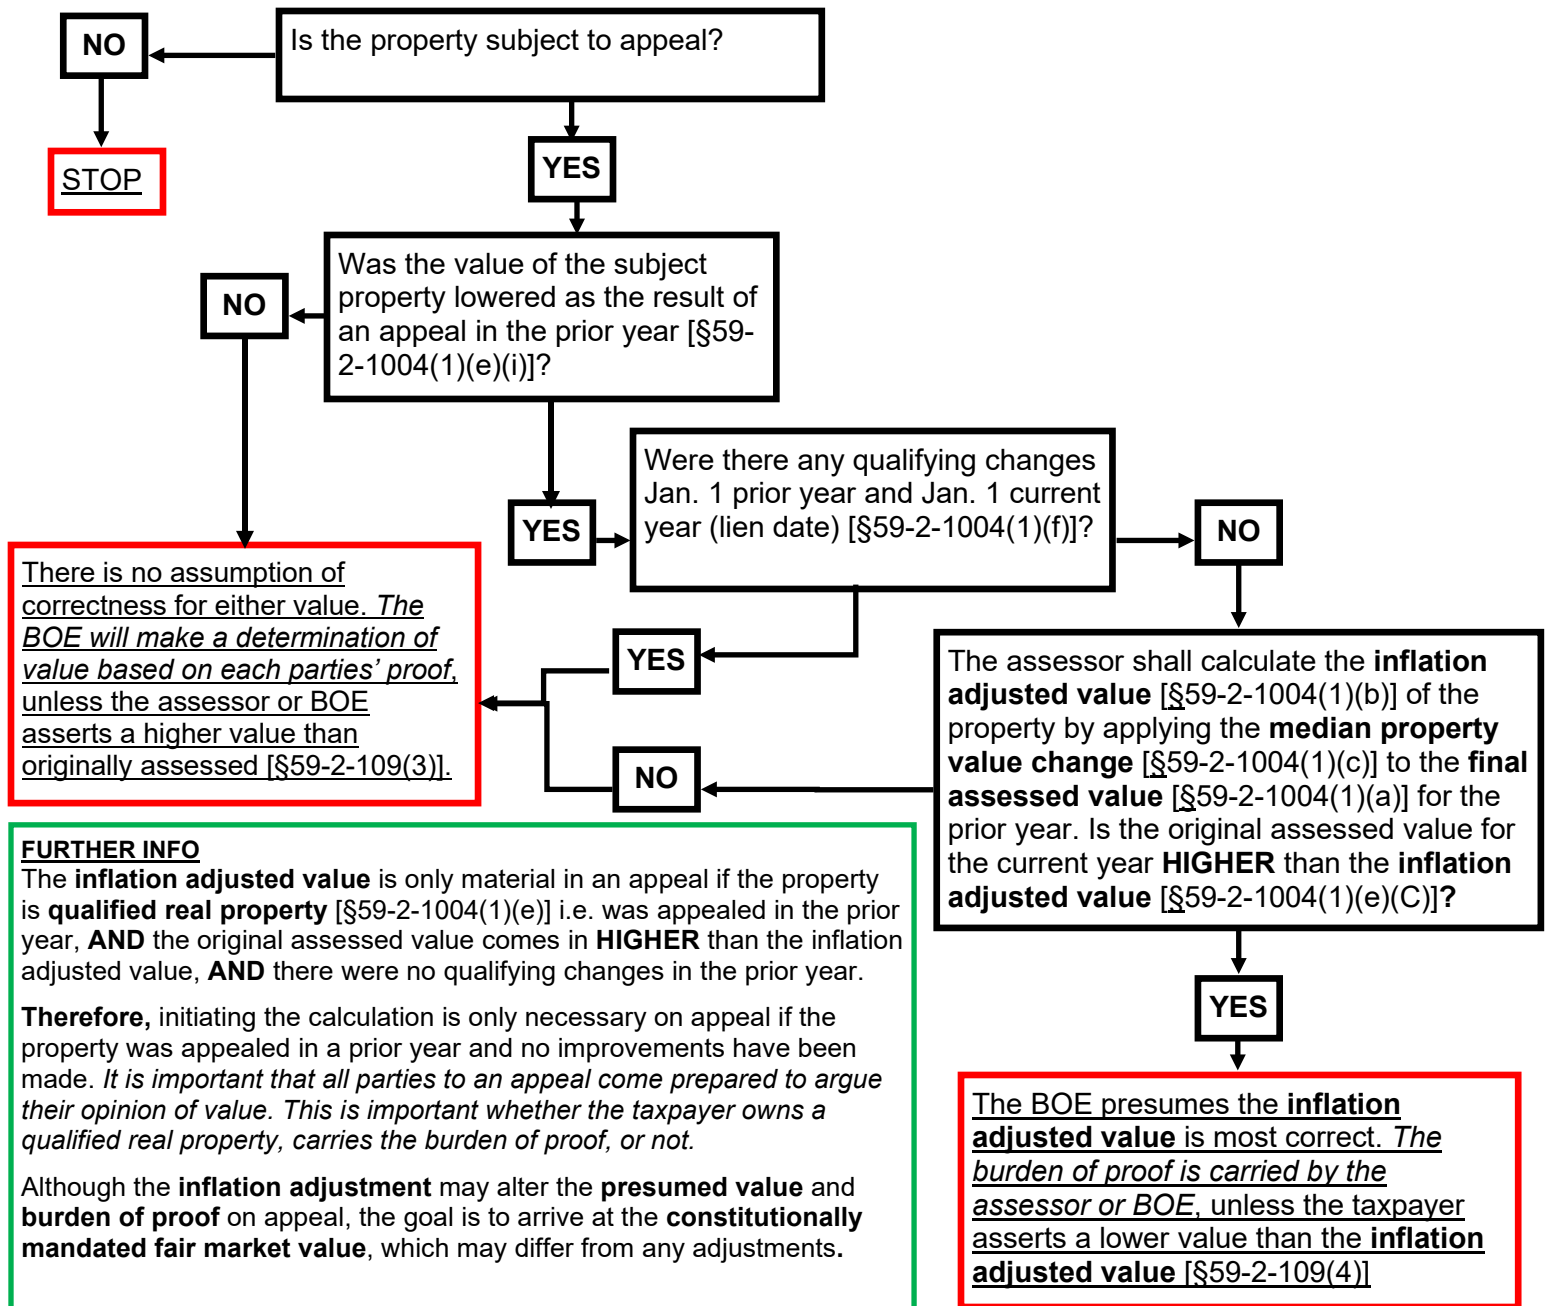 NO
Is the property subject to appeal?
STOP
YES
Was the value of the subject
property lowered as the result of
an appeal in the prior year [§59-
2-1004(1)(e)(i)]?
NO
Were there any qualifying changes
Jan. 1 prior year and Jan. 1 current
year (lien date) [§59-2-1004(1)(f)]?
YES
NO
There is no assumption of
correctness for either value. The
BOE will make a determination of
value based on each parties’ proof,
unless the assessor or BOE
asserts a higher value than
originally assessed [§59-2-109(3)].
YES
NO
The assessor shall calculate the inflation
adjusted value [§59-2-1004(1)(b)] of the
property by applying the median property
value change [§59-2-1004(1)(c)] to the final
assessed value [§59-2-1004(1)(a)] for the
prior year. Is the original assessed value for
the current year HIGHER than the inflation
adjusted value [§59-2-1004(1)(e)(C)]?
FURTHER INFO
The inflation adjusted value is only material in an appeal if the property
is qualified real property [§59-2-1004(1)(e)] i.e. was appealed in the prior
year, AND the original assessed value comes in HIGHER than the inflation
adjusted value, AND there were no qualifying changes in the prior year.
Therefore, initiating the calculation is only necessary on appeal if the
property was appealed in a prior year and no improvements have been
made. It is important that all parties to an appeal come prepared to argue
their opinion of value. This is important whether the taxpayer owns a
qualified real property, carries the burden of proof, or not.
Although the inflation adjustment may alter the presumed value and
burden of proof on appeal, the goal is to arrive at the constitutionally
mandated fair market value, which may differ from any adjustments.
YES
The BOE presumes the inflation
adjusted value is most correct. The
burden of proof is carried by the
assessor or BOE, unless the taxpayer
asserts a lower value than the inflation
adjusted value [§59-2-109(4)]